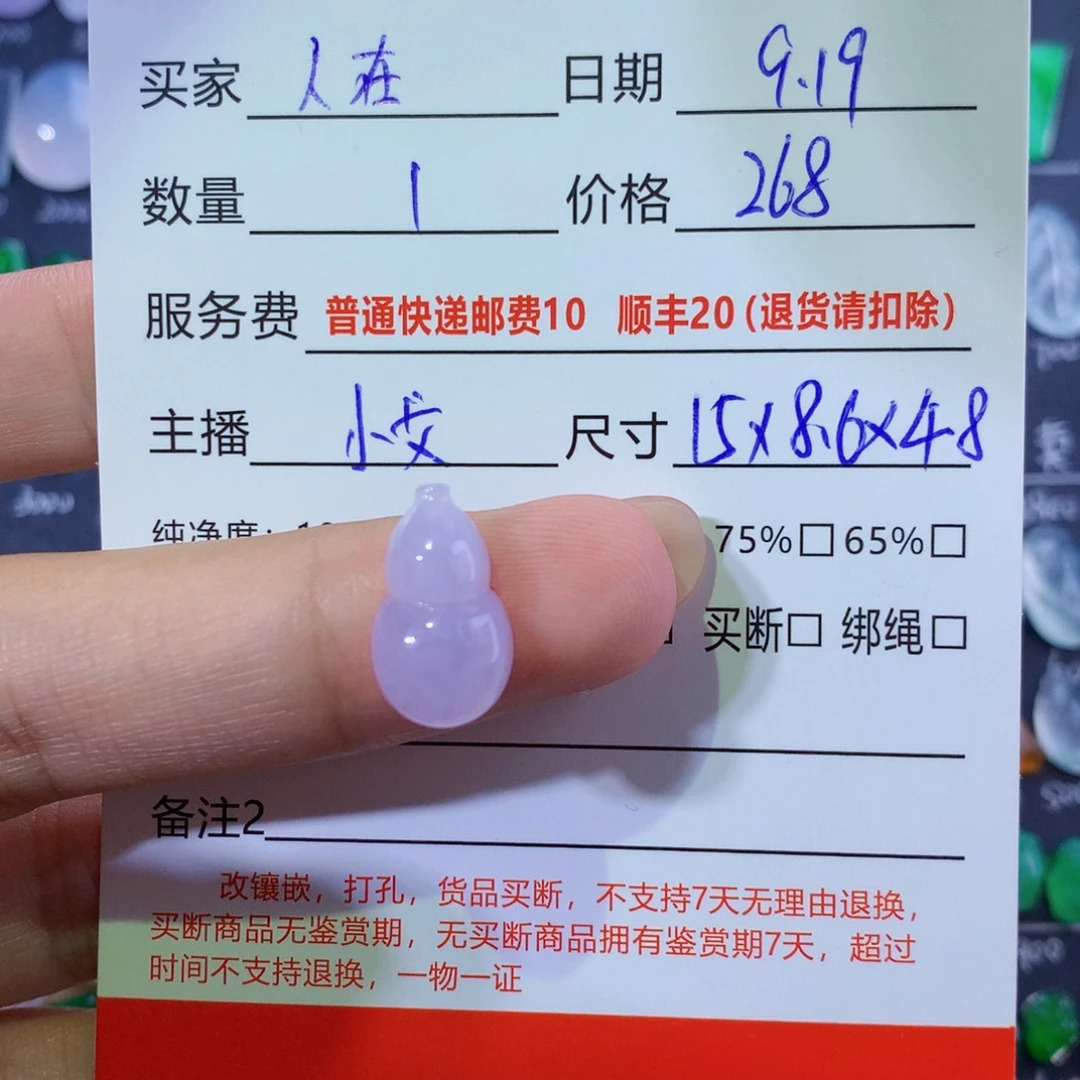 买家 人在 日期 9.19
数量 1 价格 268
服务费 普通快递邮费10 顺丰20(退货请扣除)
主播 小安 尺寸 15x8.6x4.8
纯净度: 75%□ 65%□
买断□ 绑绳□
备注2
改镶嵌，打孔，货品买断，不支持7天无理由退换，
买断商品无鉴赏期，无买断商品拥有鉴赏期7天，超过
时间不支持退换，一物一证